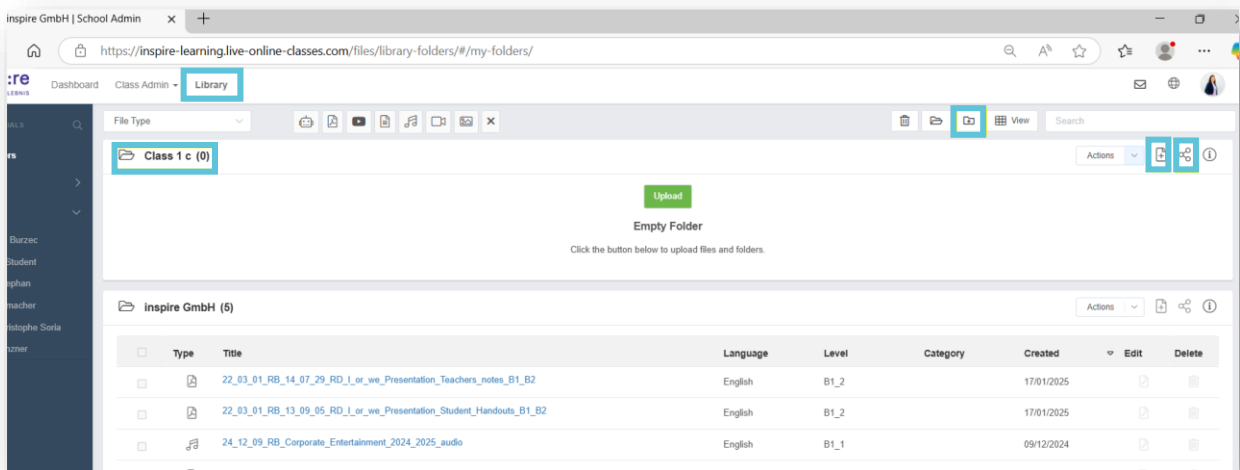 inspire GmbH | School Admin
https://inspire-learning.live-online-classes.com/files/library-folders/#/my-folders/
:re
Dashboard
Class Admin
Library
File Type
View
Search
Class 1 c (0)
Actions
Upload
Empty Folder
Click the button below to upload files and folders.
Burzec
Student
ephan
macher
ristophe Soria
nzner
inspire GmbH (5)
Actions
Type Title Language Level Category Created Edit Delete
22_03_01_RB_14_07_29_RD_I_or_we_Presentation_Teachers_notes_B1_B2 English B1_2 17/01/2025
22_03_01_RB_13_09_05_RD_I_or_we_Presentation_Student_Handouts_B1_B2 English B1_2 17/01/2025
24_12_09_RB_Corporate_Entertainment_2024_2025_audio English B1_1 09/12/2024